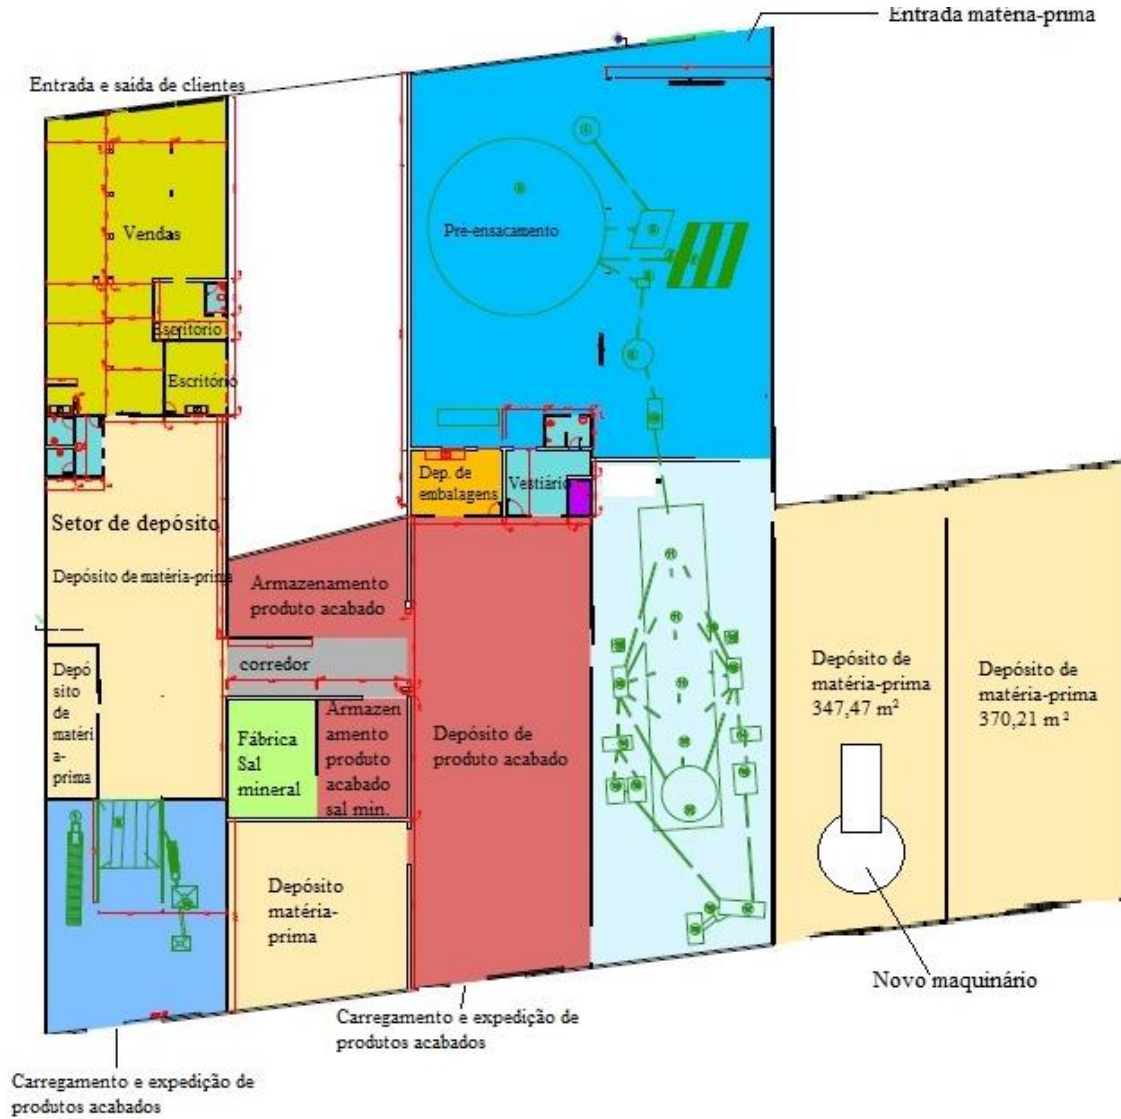 Entrada matéria-prima
Entrada e saída de clientes
Vendas
Pré-ensacamento
Escritório
Escritório
Dep. de
embalagens
Vestiário
Setor de depósito
Depósito de matéria-prima
Armazenamento
produto acabado
corredor
Depó
sito
de
matéri
a-
prima
Fábrica
Sal
mineral
Armazen
amento
produto
acabado
sal min.
Depósito de
produto acabado
Depósito de
matéria-prima
347,47 m²
Depósito de
matéria-prima
370,21 m²
Depósito
matéria-
prima
Novo maquinário
Carregamento e expedição de
produtos acabados
Carregamento e expedição de
produtos acabados